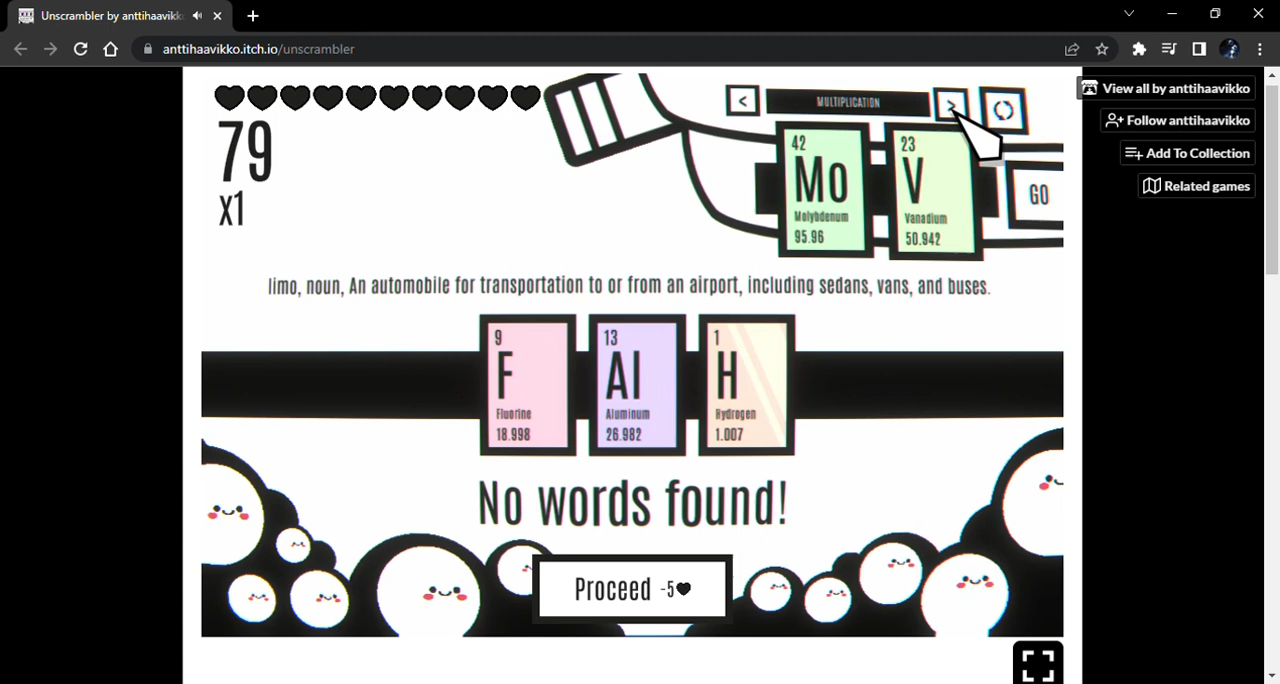 Unscrambler by anttihaavikk
anttihaavikko.itch.io/unscrambler
View all by anttihaavikko
Follow anttihaavikko
Add To Collection
Related games
79
x1
<
MULTIPLICATION
>
42
Mo
Molybdenum
95.96
23
V
Vanadium
50.942
GO
limo, noun, An automobile for transportation to or from an airport, including sedans, vans, and buses.
9
F
Fluorine
18.998
13
Al
Aluminum
26.982
1
H
Hydrogen
1.007
No words found!
Proceed -5